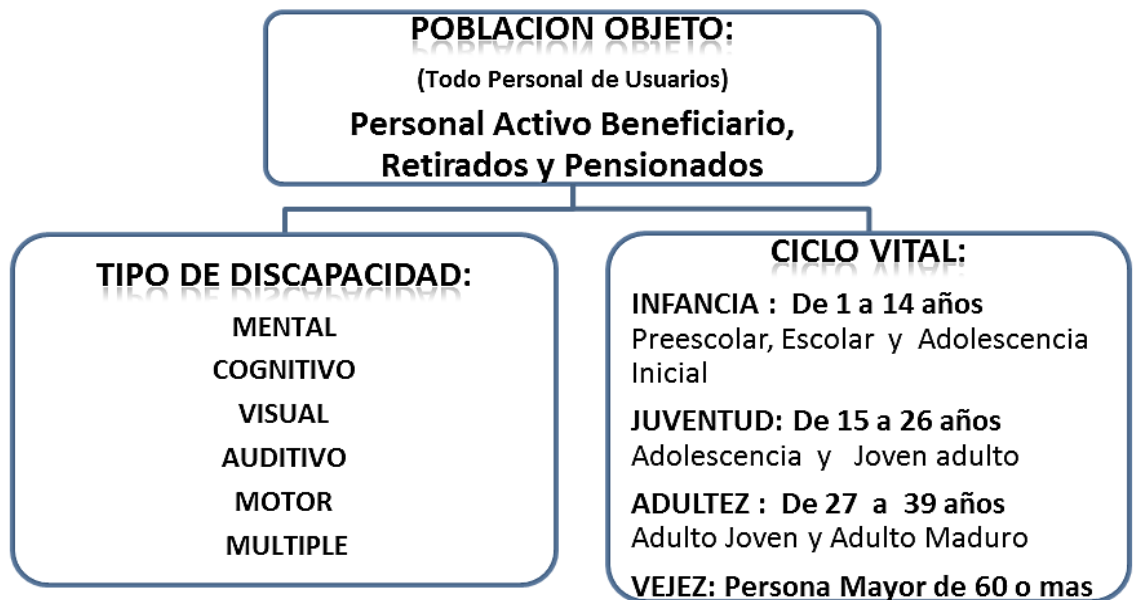 POBLACION OBJETO:
(Todo Personal de Usuarios)
Personal Activo Beneficiario,
Retirados y Pensionados
TIPO DE DISCAPACIDAD:
MENTAL
COGNITIVO
VISUAL
AUDITIVO
MOTOR
MULTIPLE
CICLO VITAL:
INFANCIA : De 1 a 14 años
Preescolar, Escolar y Adolescencia
Inicial
JUVENTUD: De 15 a 26 años
Adolescencia y Joven adulto
ADULTEZ : De 27 a 39 años
Adulto Joven y Adulto Maduro
VEJEZ: Persona Mayor de 60 o mas